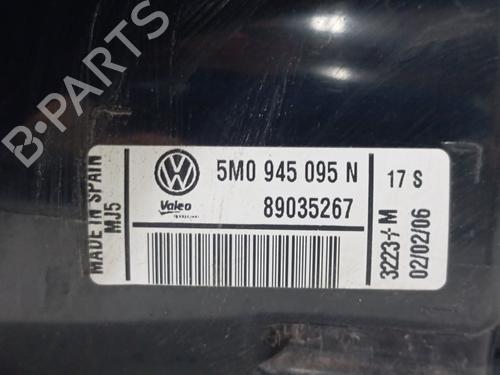 B-PARTS
MADE IN SPAIN
MJ5
5M0 945 095 N
Valeo
89035267
17 S
3223-/-M
02/02/06